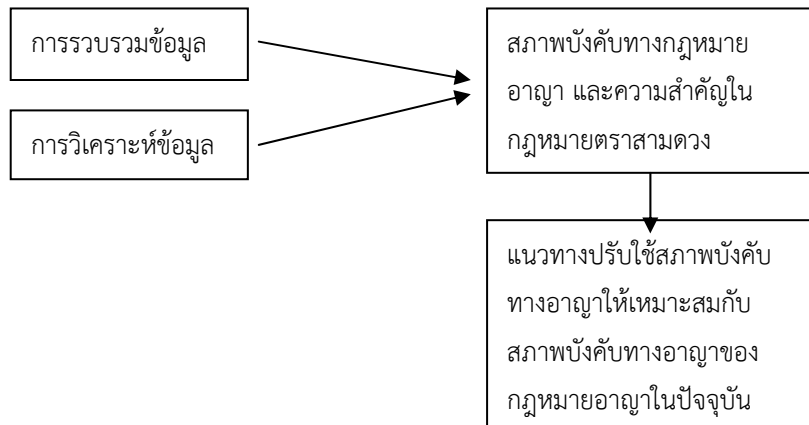 การรวบรวมข้อมูล
การวิเคราะห์ข้อมูล
สภาพบังคับทางกฎหมาย
อาญา และความสำคัญใน
กฎหมายตราสามดวง
แนวทางปรับใช้สภาพบังคับ
ทางอาญาให้เหมาะสมกับ
สภาพบังคับทางอาญาของ
กฎหมายอาญาในปัจจุบัน